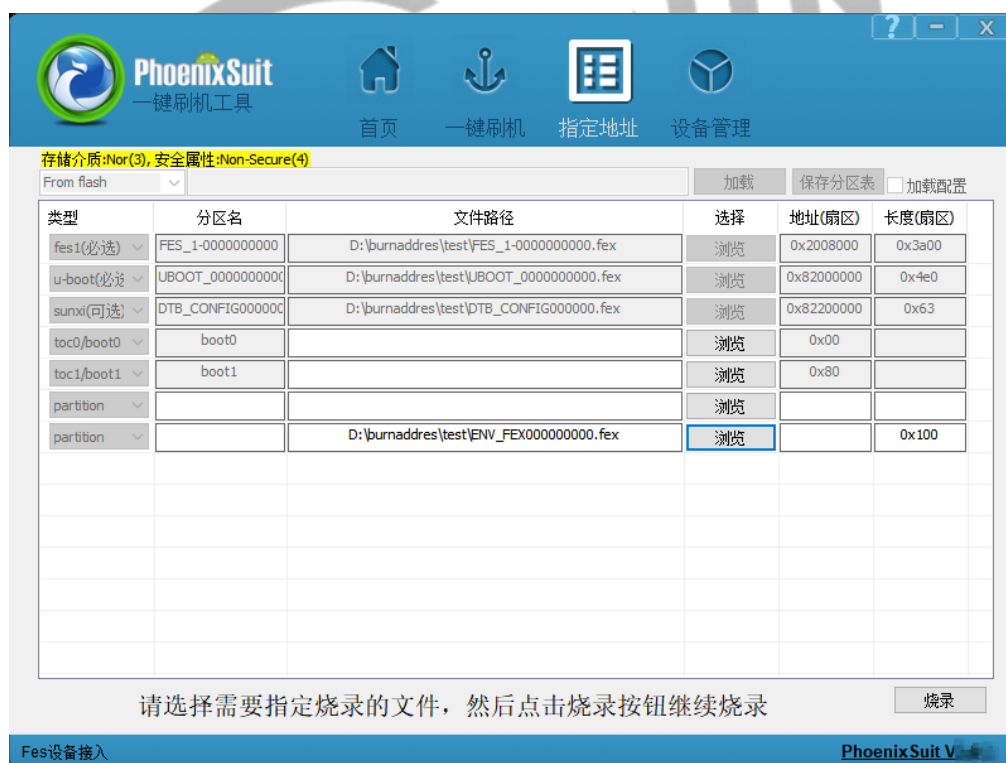 ? - X
PhoenixSuit
一键刷机工具
首页 一键刷机 指定地址 设备管理
存储介质:Nor(3), 安全属性:Non-Secure(4)
From flash 加载 保存分区表 加载配置
类型 分区名 文件路径 选择 地址(扇区) 长度(扇区)
fes1(必选) FES_1-0000000000 D:\burnaddres\test\FES_1-0000000000.fex 浏览 0x2008000 0x3a00
u-boot(必选 UBOOT_0000000000 D:\burnaddres\test\UBOOT_0000000000.fex 浏览 0x82000000 0x4e0
sunxi(可选) DTB_CONFIG000000 D:\burnaddres\test\DTB_CONFIG000000.fex 浏览 0x82200000 0x63
toc0/boot0 boot0 浏览 0x00
toc1/boot1 boot1 浏览 0x80
partition 浏览
partition D:\burnaddres\test\ENV_FEX000000000.fex 浏览 0x100
请选择需要指定烧录的文件，然后点击烧录按钮继续烧录 烧录
Fes设备接入 PhoenixSuit V